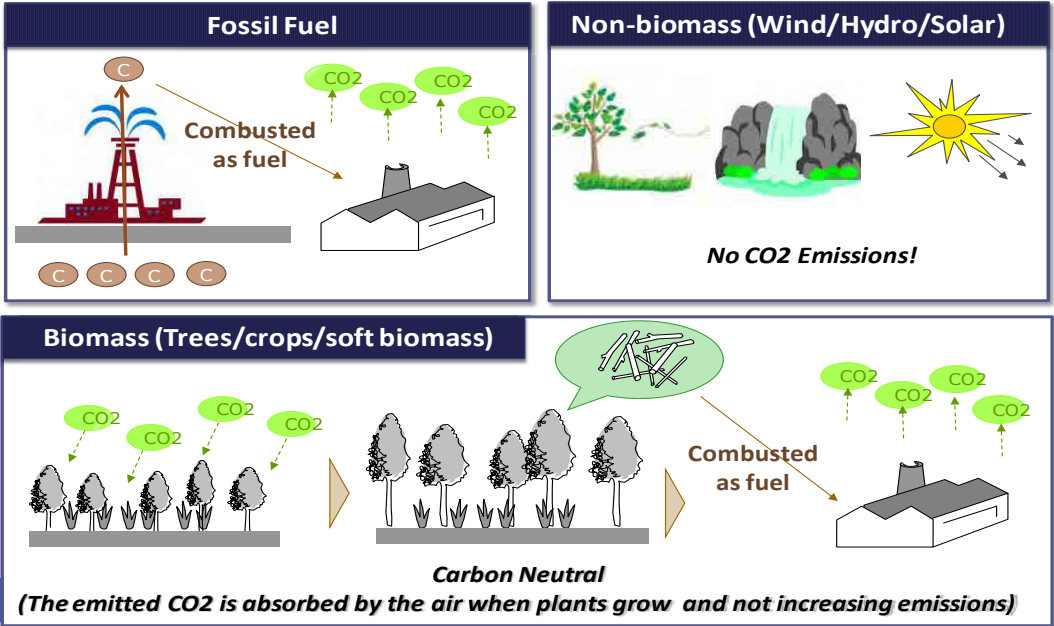 Fossil Fuel
C
CO2
CO2
CO2
CO2
Combusted
as fuel
C
C
C
C
Non-biomass (Wind/Hydro/Solar)
No CO2 Emissions!
Biomass (Trees/crops/soft biomass)
CO2
CO2
CO2
CO2
Combusted
as fuel
CO2
CO2
CO2
CO2
Carbon Neutral
(The emitted CO2 is absorbed by the air when plants grow and not increasing emissions)